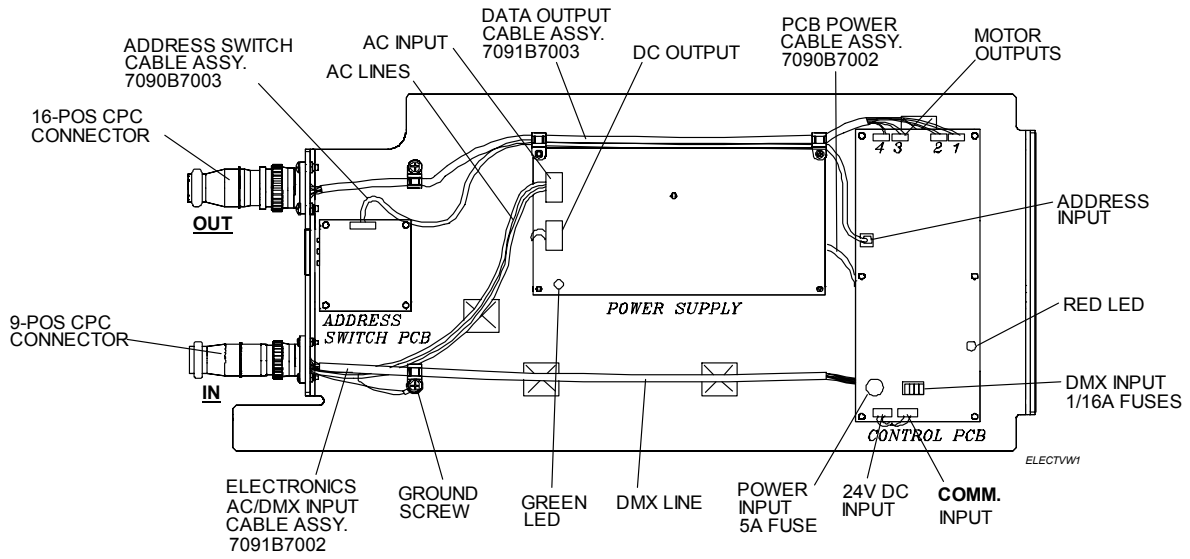 DATA OUTPUT
CABLE ASSY.
7091B7003
PCB POWER
CABLE ASSY.
7090B7002
MOTOR
OUTPUTS
ADDRESS SWITCH
CABLE ASSY.
7090B7003
AC INPUT
AC LINES
DC OUTPUT
16-POS CPC
CONNECTOR
4 3 2 1
OUT
ADDRESS
INPUT
POWER SUPPLY
RED LED
ADDRESS
SWITCH PCB
9-POS CPC
CONNECTOR
IN
DMX INPUT
1/16A FUSES
CONTROL PCB
ELECTVW1
ELECTRONICS
AC/DMX INPUT
CABLE ASSY.
7091B7002
GROUND
SCREW
GREEN
LED
DMX LINE
POWER
INPUT
5A FUSE
24V DC
INPUT
COMM.
INPUT